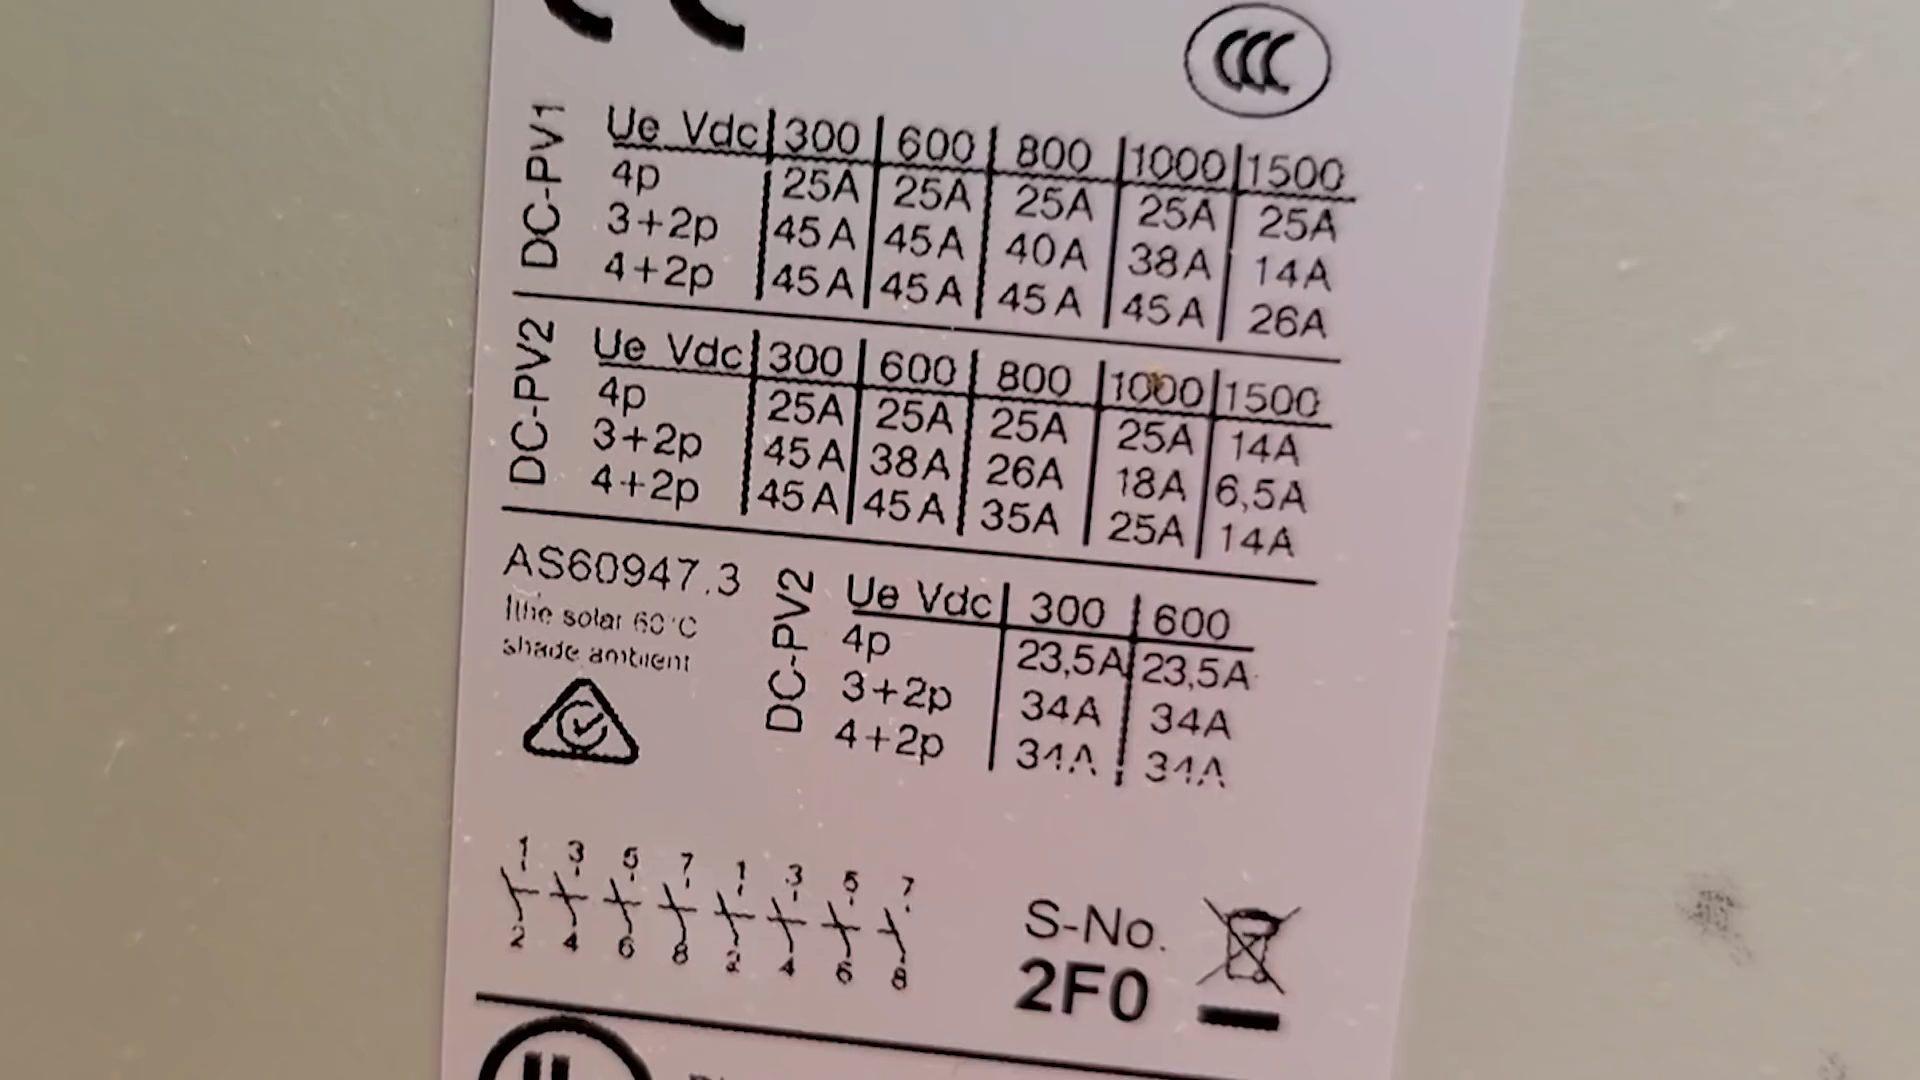 CE
CCC
DC-PV1
Ue Vdc 300 600 800 1000 1500
4p 25A 25A 25A 25A 25A
3+2p 45A 45A 40A 38A 14A
4+2p 45A 45A 45A 45A 26A
DC-PV2
Ue Vdc 300 600 800 1000 1500
4p 25A 25A 25A 25A 14A
3+2p 45A 38A 26A 18A 6,5A
4+2p 45A 45A 35A 25A 14A
AS60947.3
Ithe solar 60°C
shade ambient
DC-PV2
Ue Vdc 300 600
4p 23,5A 23,5A
3+2p 34A 34A
4+2p 34A 34A
1 3 5 7 1 3 5 7
2 4 6 8 2 4 6 8
S-No.
2F0